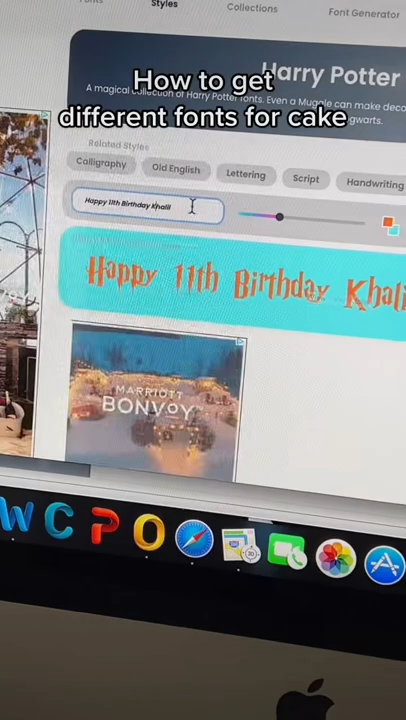 Fonts
Styles
Collections
Font Generator
Harry Potter
A magical collection of Harry Potter fonts. Even a Muggle can make
How to get
different fonts for cake
Related Styles
Calligraphy
Old English
Lettering
Script
Handwriting
Happy 11th Birthday Khalil
Happy 11th Birthday Khali
MARRIOTT
BONVOY
W C P O